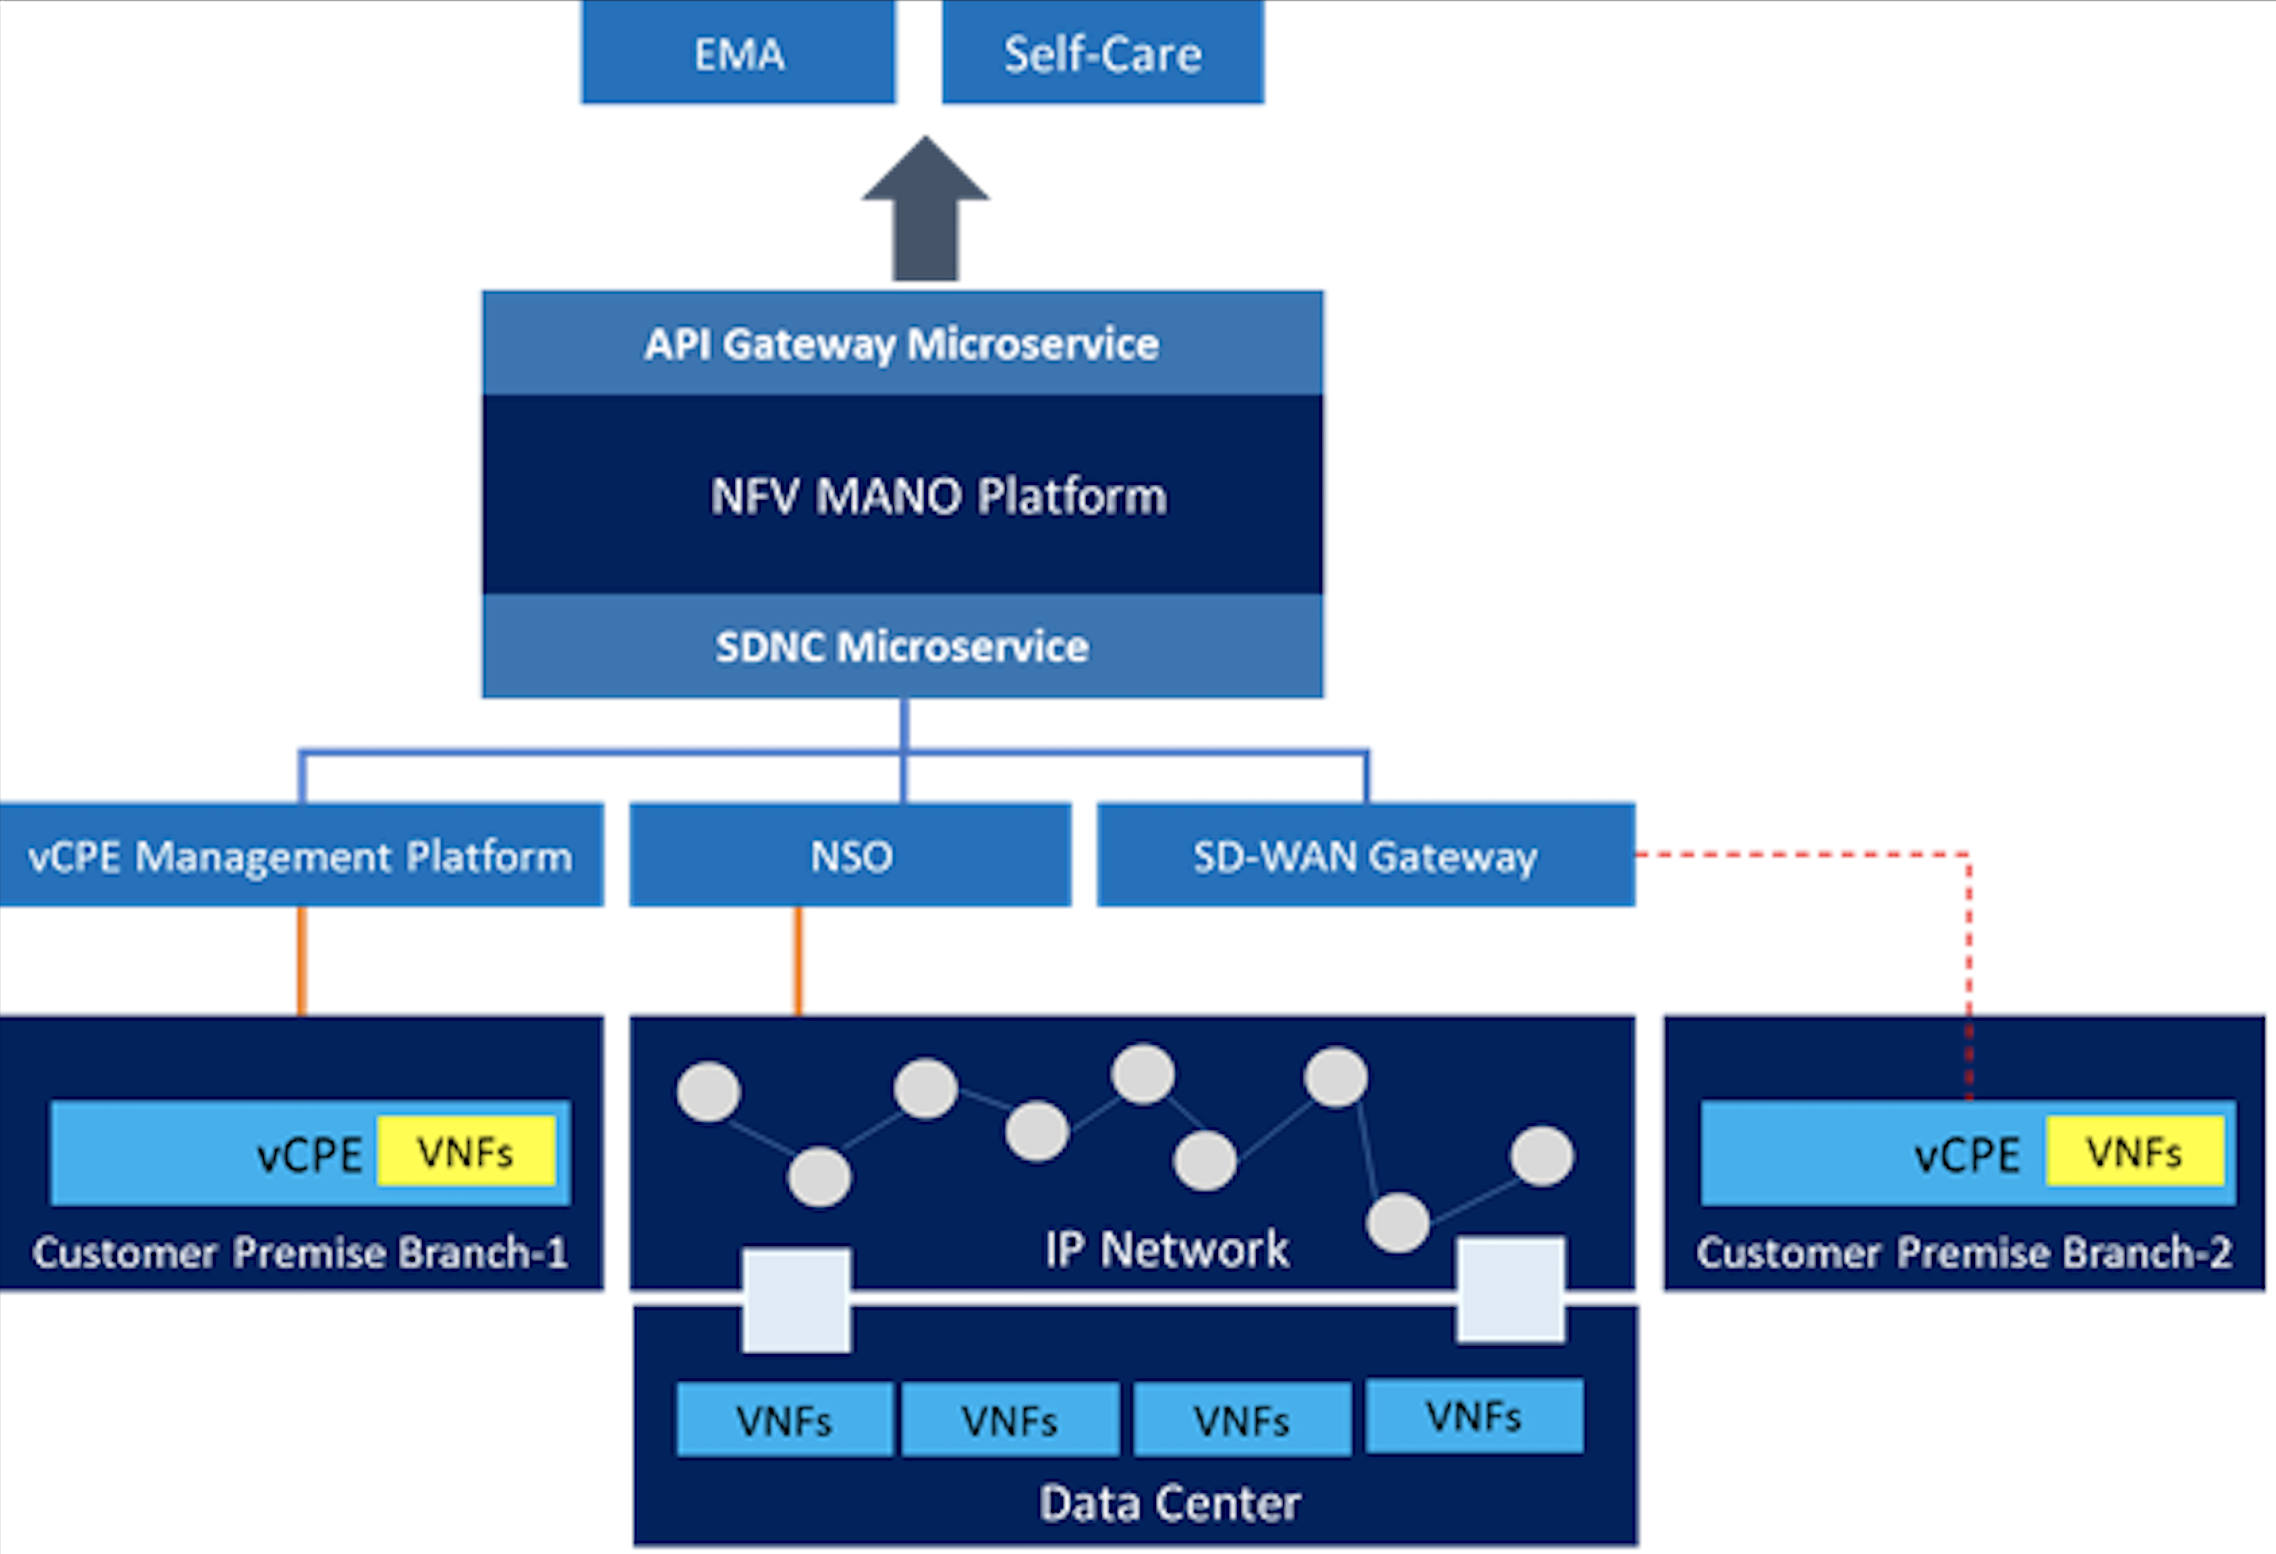 EMA
Self-Care
API Gateway Microservice
NFV MANO Platform
SDNC Microservice
vCPE Management Platform
NSO
SD-WAN Gateway
vCPE
VNFs
Customer Premise Branch-1
IP Network
vCPE
VNFs
Customer Premise Branch-2
VNFs
VNFs
VNFs
VNFs
Data Center